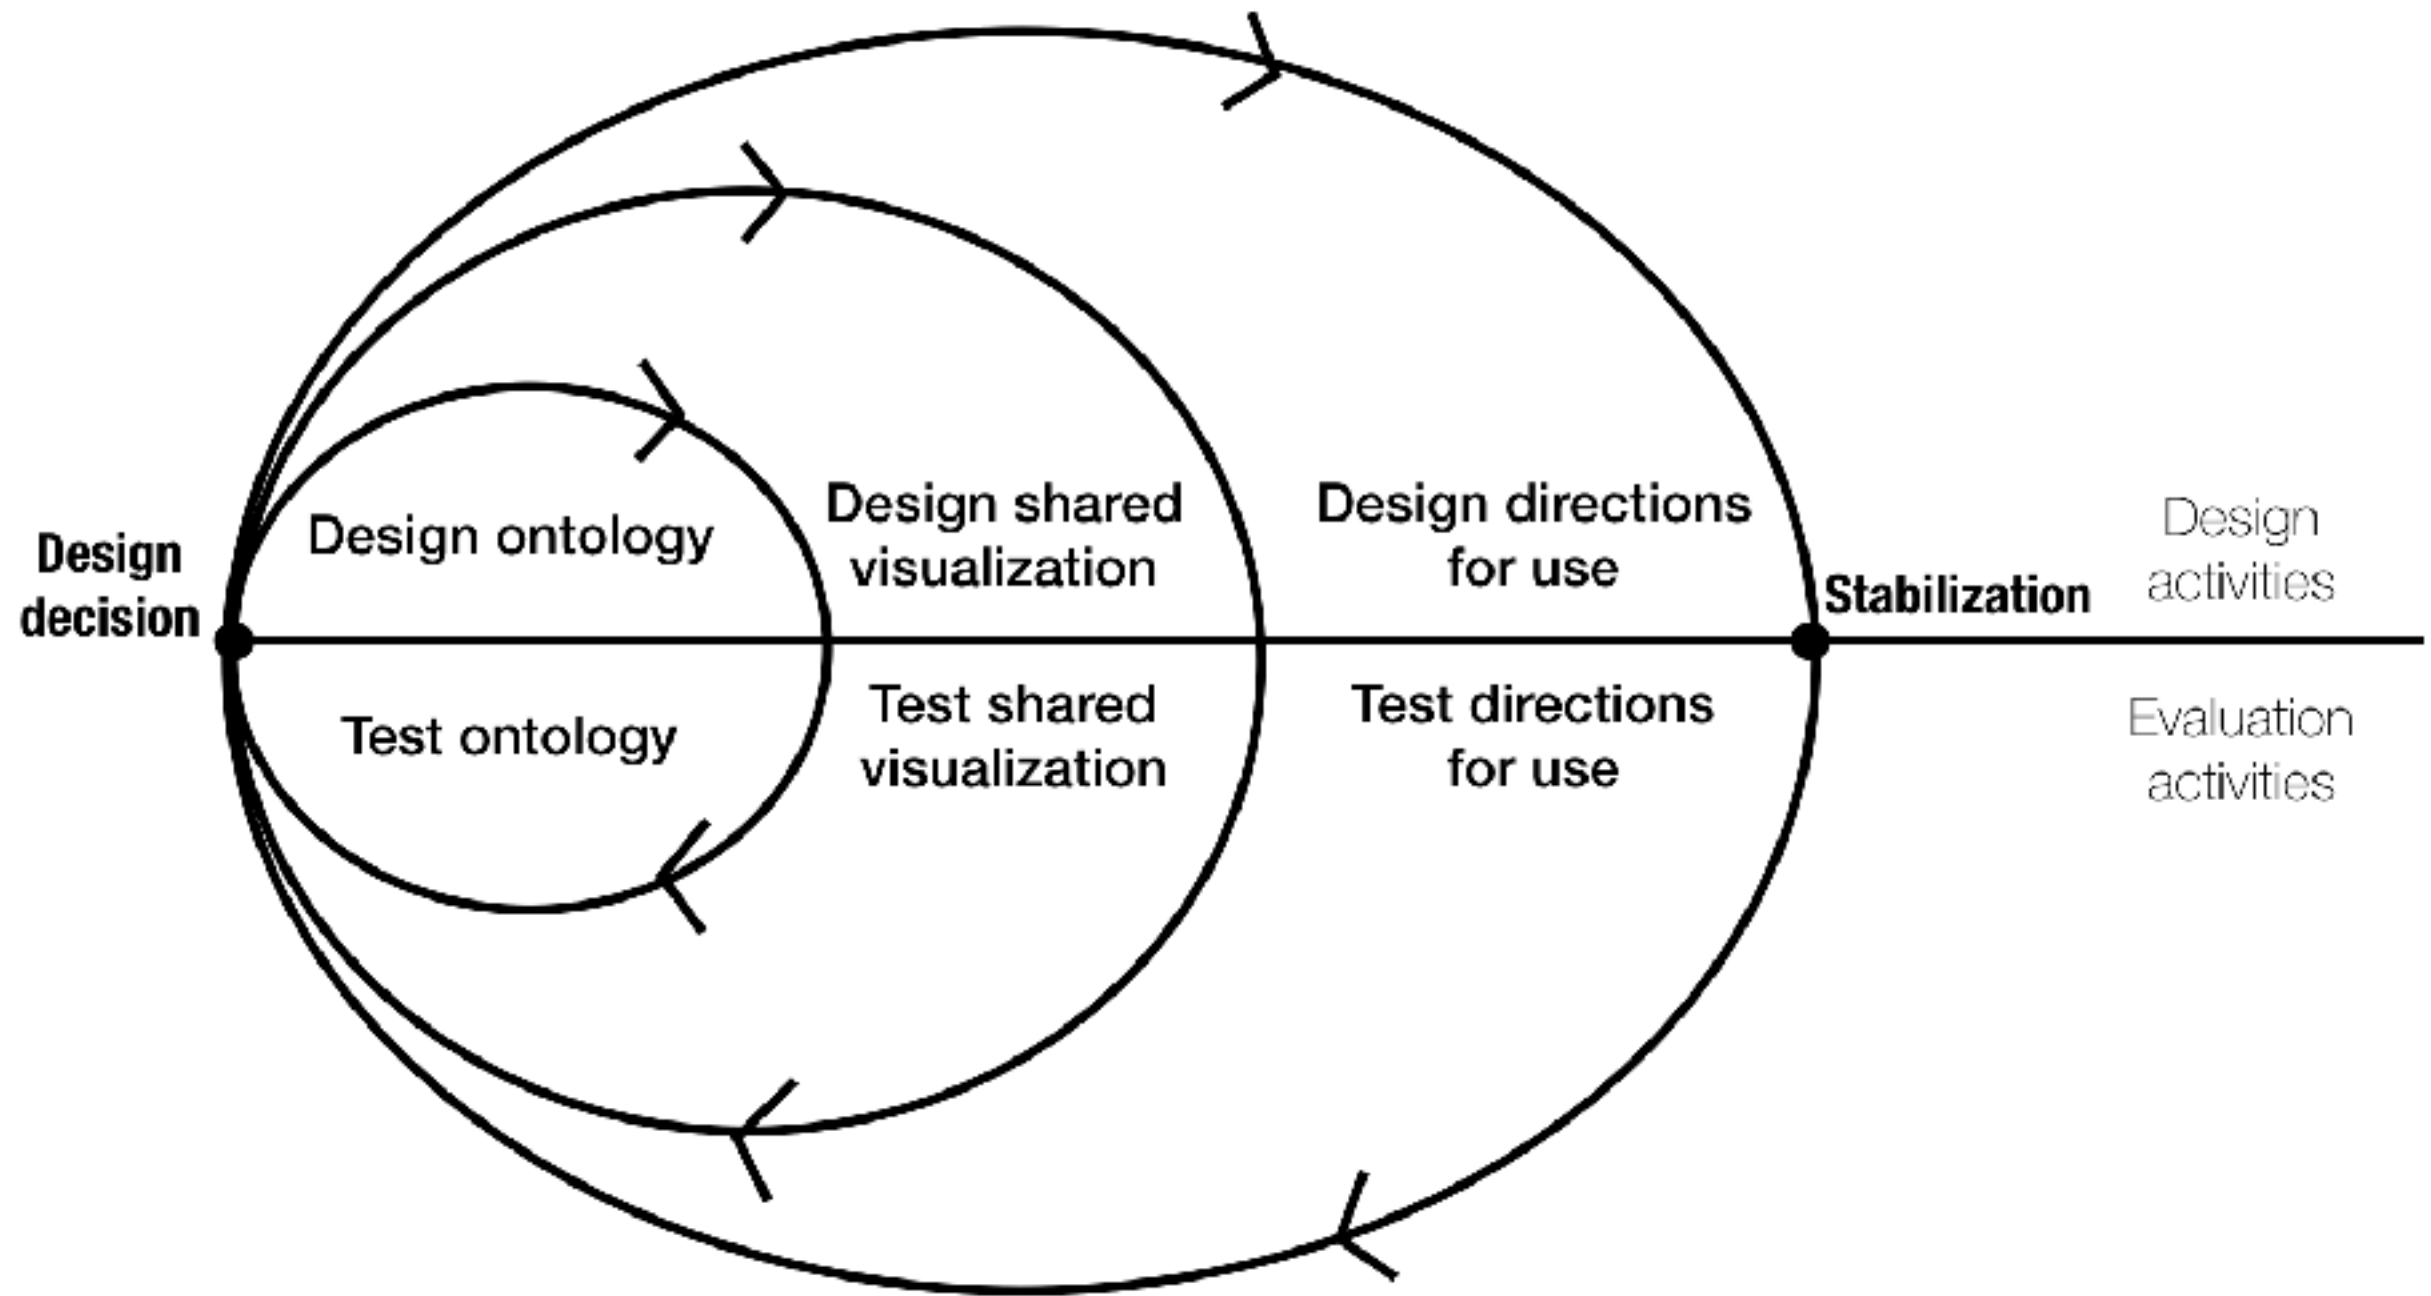 Design
decision
Design ontology
Design shared
visualization
Design directions
for use
Stabilization
Design
activities
Test ontology
Test shared
visualization
Test directions
for use
Evaluation
activities